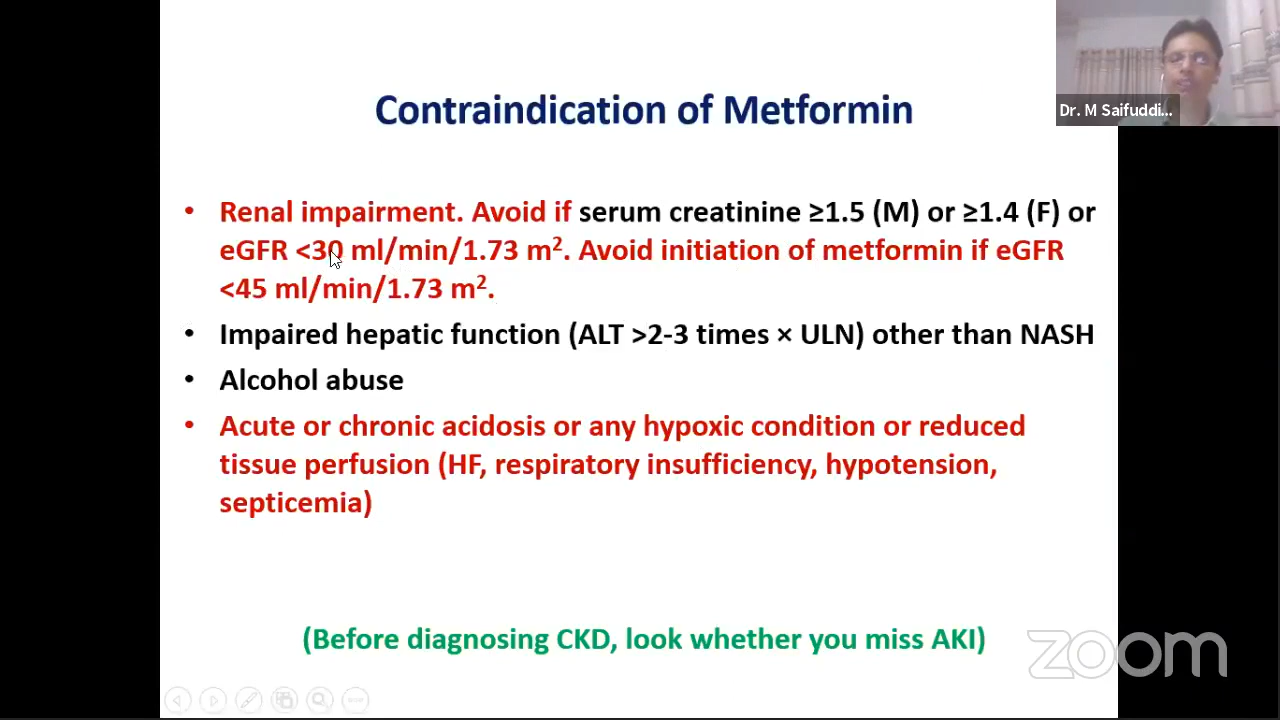 Contraindication of Metformin
Dr. M Saifuddi...
• Renal impairment. Avoid if serum creatinine ≥1.5 (M) or ≥1.4 (F) or
eGFR <30 ml/min/1.73 m². Avoid initiation of metformin if eGFR
<45 ml/min/1.73 m².
• Impaired hepatic function (ALT >2-3 times × ULN) other than NASH
• Alcohol abuse
• Acute or chronic acidosis or any hypoxic condition or reduced
tissue perfusion (HF, respiratory insufficiency, hypotension,
septicemia)
(Before diagnosing CKD, look whether you miss AKI)
zoom